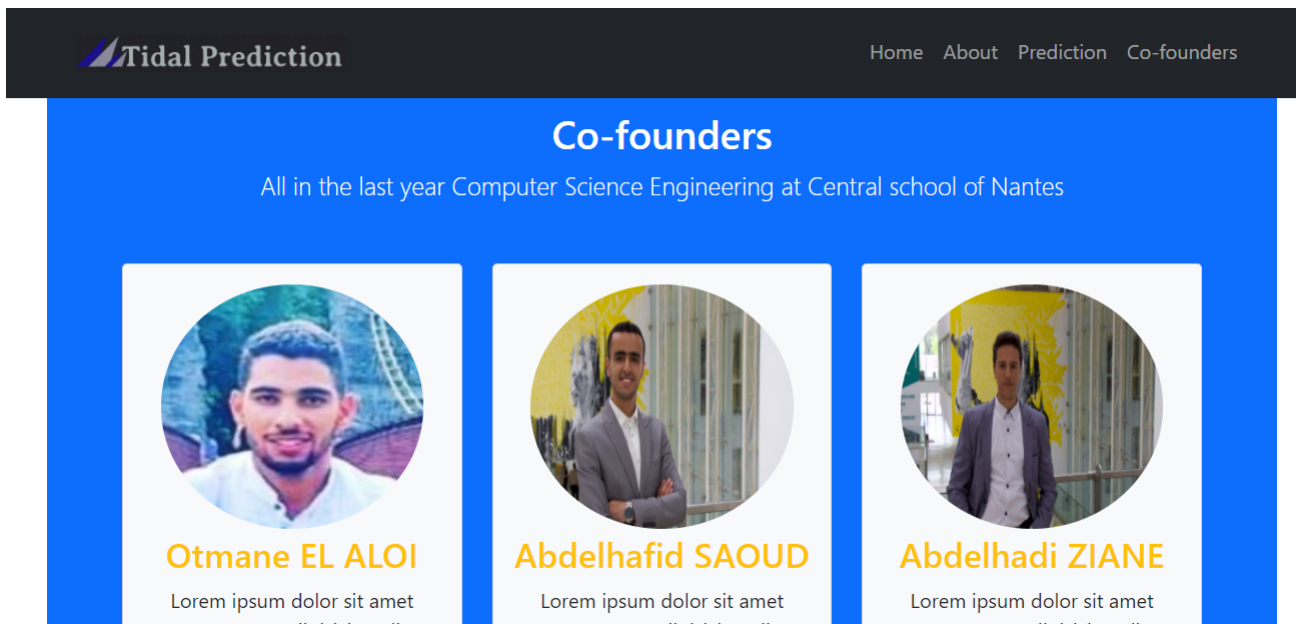 Tidal Prediction
Home About Prediction Co-founders
Co-founders
All in the last year Computer Science Engineering at Central school of Nantes
Otmane EL ALOI
Abdelhafid SAOUD
Abdelhadi ZIANE
Lorem ipsum dolor sit amet
Lorem ipsum dolor sit amet
Lorem ipsum dolor sit amet